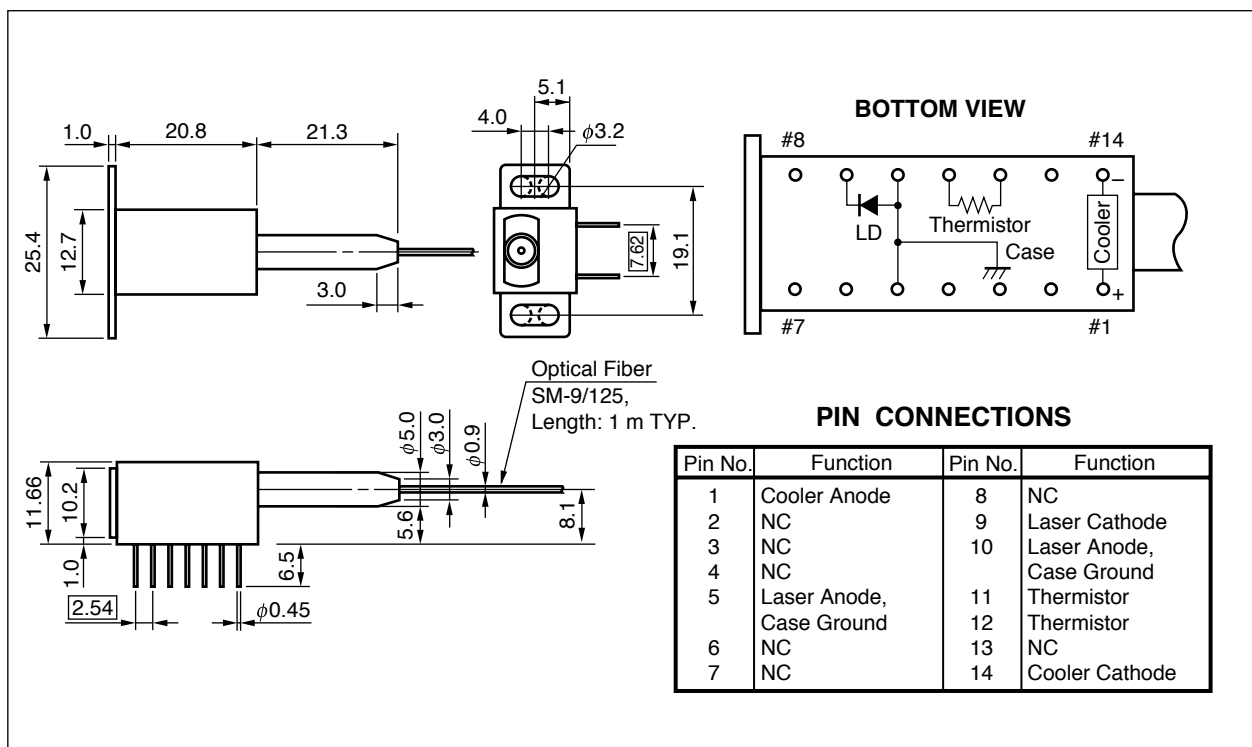 1.0
20.8
21.3
25.4
12.7
3.0
5.1
4.0
φ3.2
7.62
19.1
BOTTOM VIEW
#8
#14
–
LD
Thermistor
Case
Cooler
+
#7
#1
Optical Fiber
SM-9/125,
Length: 1 m TYP.
11.66
10.2
1.0
2.54
φ0.45
6.5
φ5.0
φ3.0
φ0.9
5.6
8.1
PIN CONNECTIONS
Pin No. Function Pin No. Function
1 Cooler Anode 8 NC
2 NC 9 Laser Cathode
3 NC 10 Laser Anode,
4 NC Case Ground
5 Laser Anode, 11 Thermistor
Case Ground 12 Thermistor
6 NC 13 NC
7 NC 14 Cooler Cathode